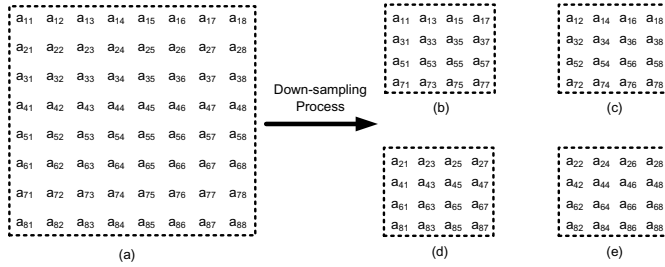 a11 a12 a13 a14 a15 a16 a17 a18
a21 a22 a23 a24 a25 a26 a27 a28
a31 a32 a33 a34 a35 a36 a37 a38
a41 a42 a43 a44 a45 a46 a47 a48
a51 a52 a53 a54 a55 a56 a57 a58
a61 a62 a63 a64 a65 a66 a67 a68
a71 a72 a73 a74 a75 a76 a77 a78
a81 a82 a83 a84 a85 a86 a87 a88
(a)
Down-sampling
Process
a11 a13 a15 a17
a31 a33 a35 a37
a51 a53 a55 a57
a71 a73 a75 a77
(b)
a12 a14 a16 a18
a32 a34 a36 a38
a52 a54 a56 a58
a72 a74 a76 a78
(c)
a21 a23 a25 a27
a41 a43 a45 a47
a61 a63 a65 a67
a81 a83 a85 a87
(d)
a22 a24 a26 a28
a42 a44 a46 a48
a62 a64 a66 a68
a82 a84 a86 a88
(e)